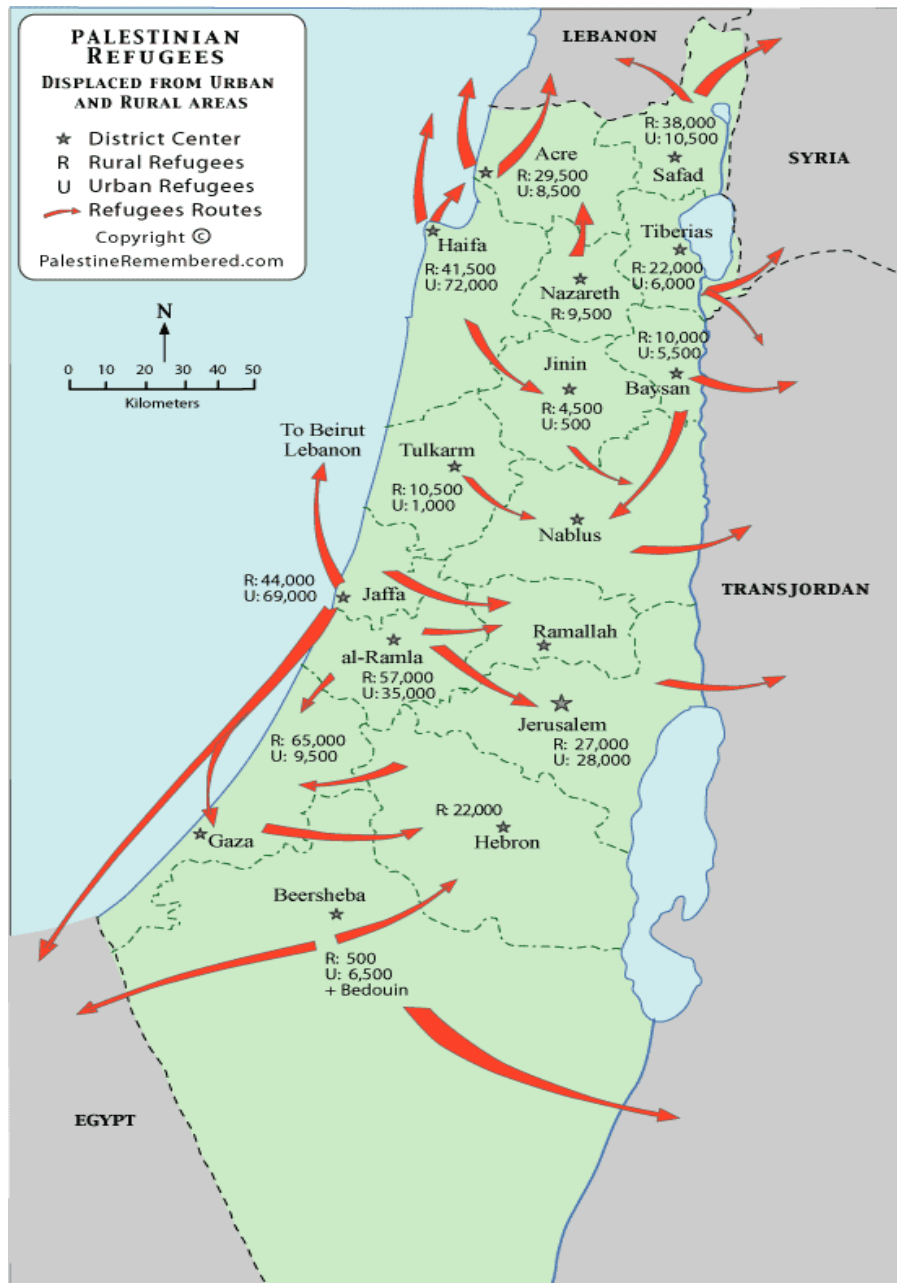 PALESTINIAN
REFUGEES
DISPLACED FROM URBAN
AND RURAL AREAS
District Center
R Rural Refugees
U Urban Refugees
Refugees Routes
Copyright ©
PalestineRemembered.com
N
0 10 20 30 40 50
Kilometers
LEBANON
SYRIA
R: 38,000
U: 10,500
Safad
Acre
R: 29,500
U: 8,500
Haifa
R: 41,500
U: 72,000
Tiberias
R: 22,000
U: 6,000
Nazareth
R: 9,500
R: 10,000
U: 5,500
Baysan
Jinin
R: 4,500
U: 500
To Beirut
Lebanon
Tulkarm
R: 10,500
U: 1,000
Nablus
R: 44,000
U: 69,000
Jaffa
TRANSJORDAN
Ramallah
al-Ramla
R: 57,000
U: 35,000
Jerusalem
R: 27,000
U: 28,000
R: 65,000
U: 9,500
Gaza
R: 22,000
Hebron
Beersheba
R: 500
U: 6,500
+ Bedouin
EGYPT